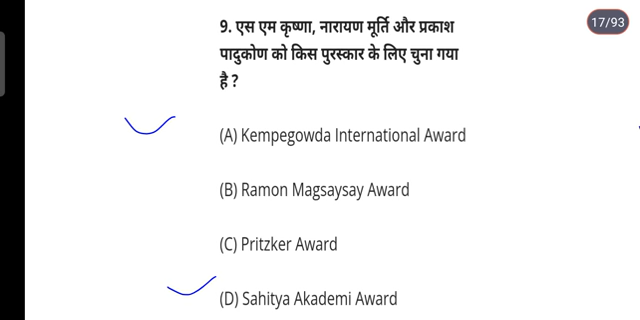 17/93
9. एस एम कृष्णा, नारायण मूर्ति और प्रकाश
पादुकोण को किस पुरस्कार के लिए चुना गया
है ?
(A) Kempegowda International Award
(B) Ramon Magsaysay Award
(C) Pritzker Award
(D) Sahitya Akademi Award